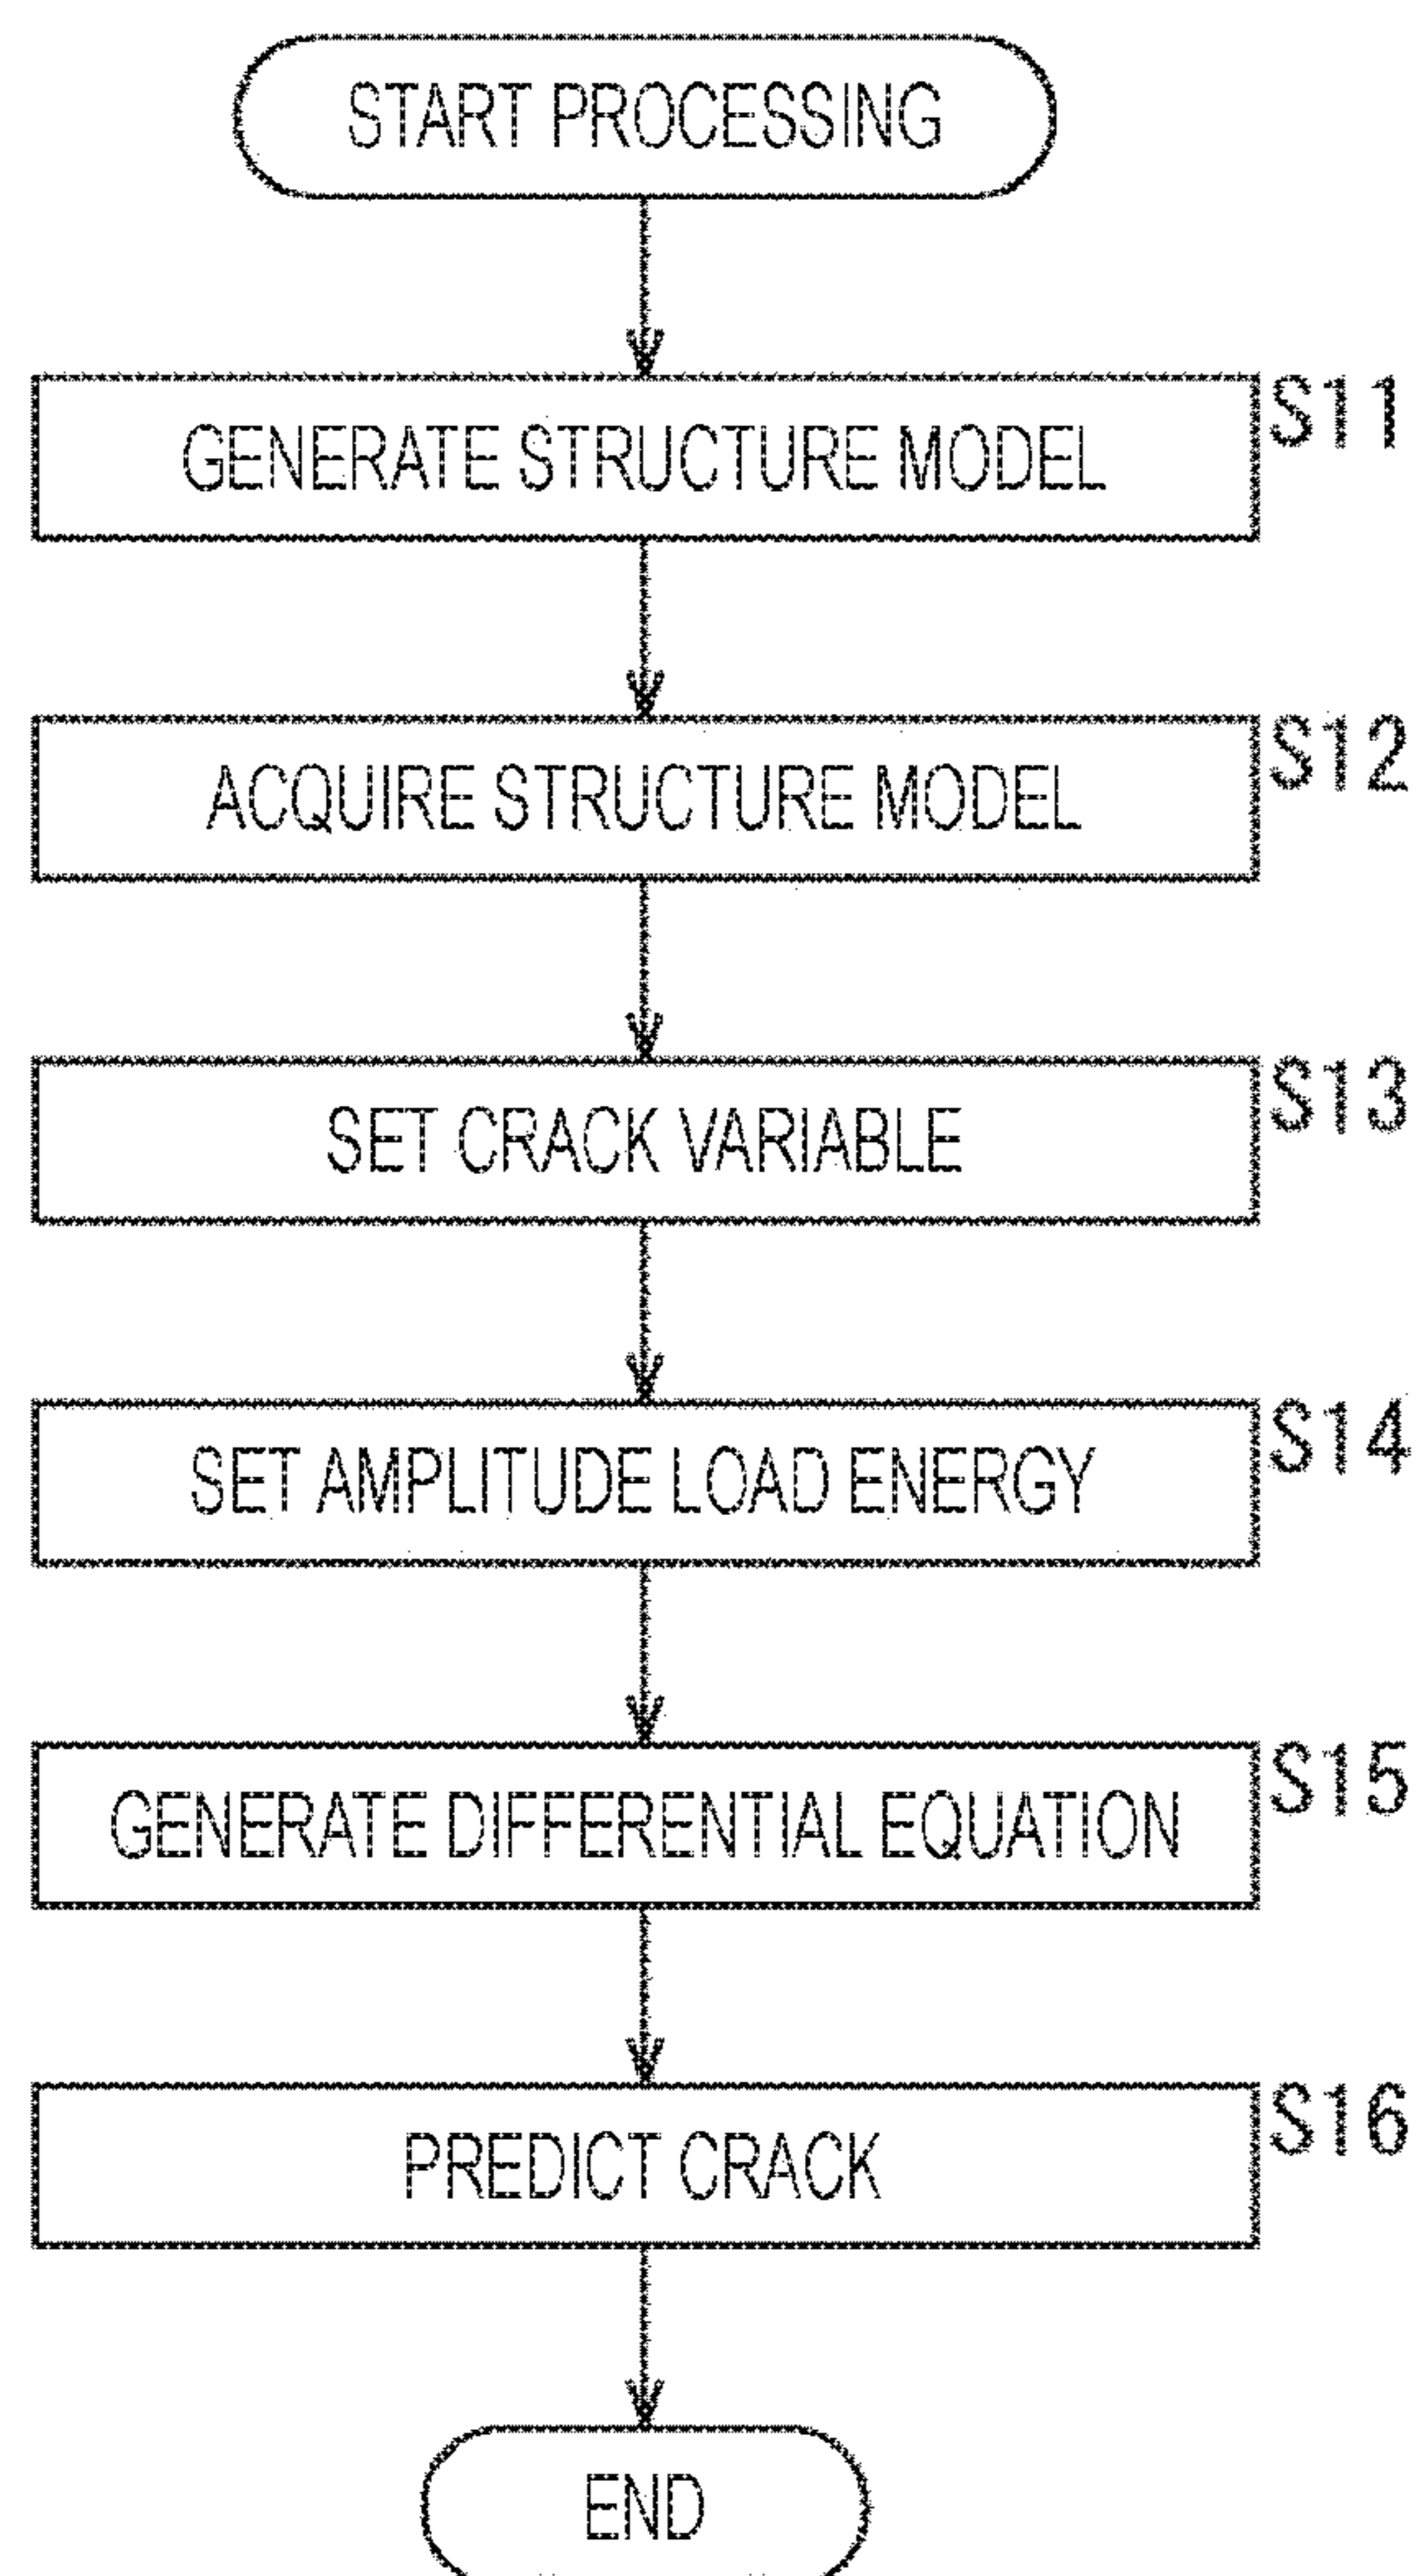 START PROCESSING
GENERATE STRUCTURE MODEL
S11
ACQUIRE STRUCTURE MODEL
S12
SET CRACK VARIABLE
S13
SET AMPLITUDE LOAD ENERGY
S14
GENERATE DIFFERENTIAL EQUATION
S15
PREDICT CRACK
S16
END